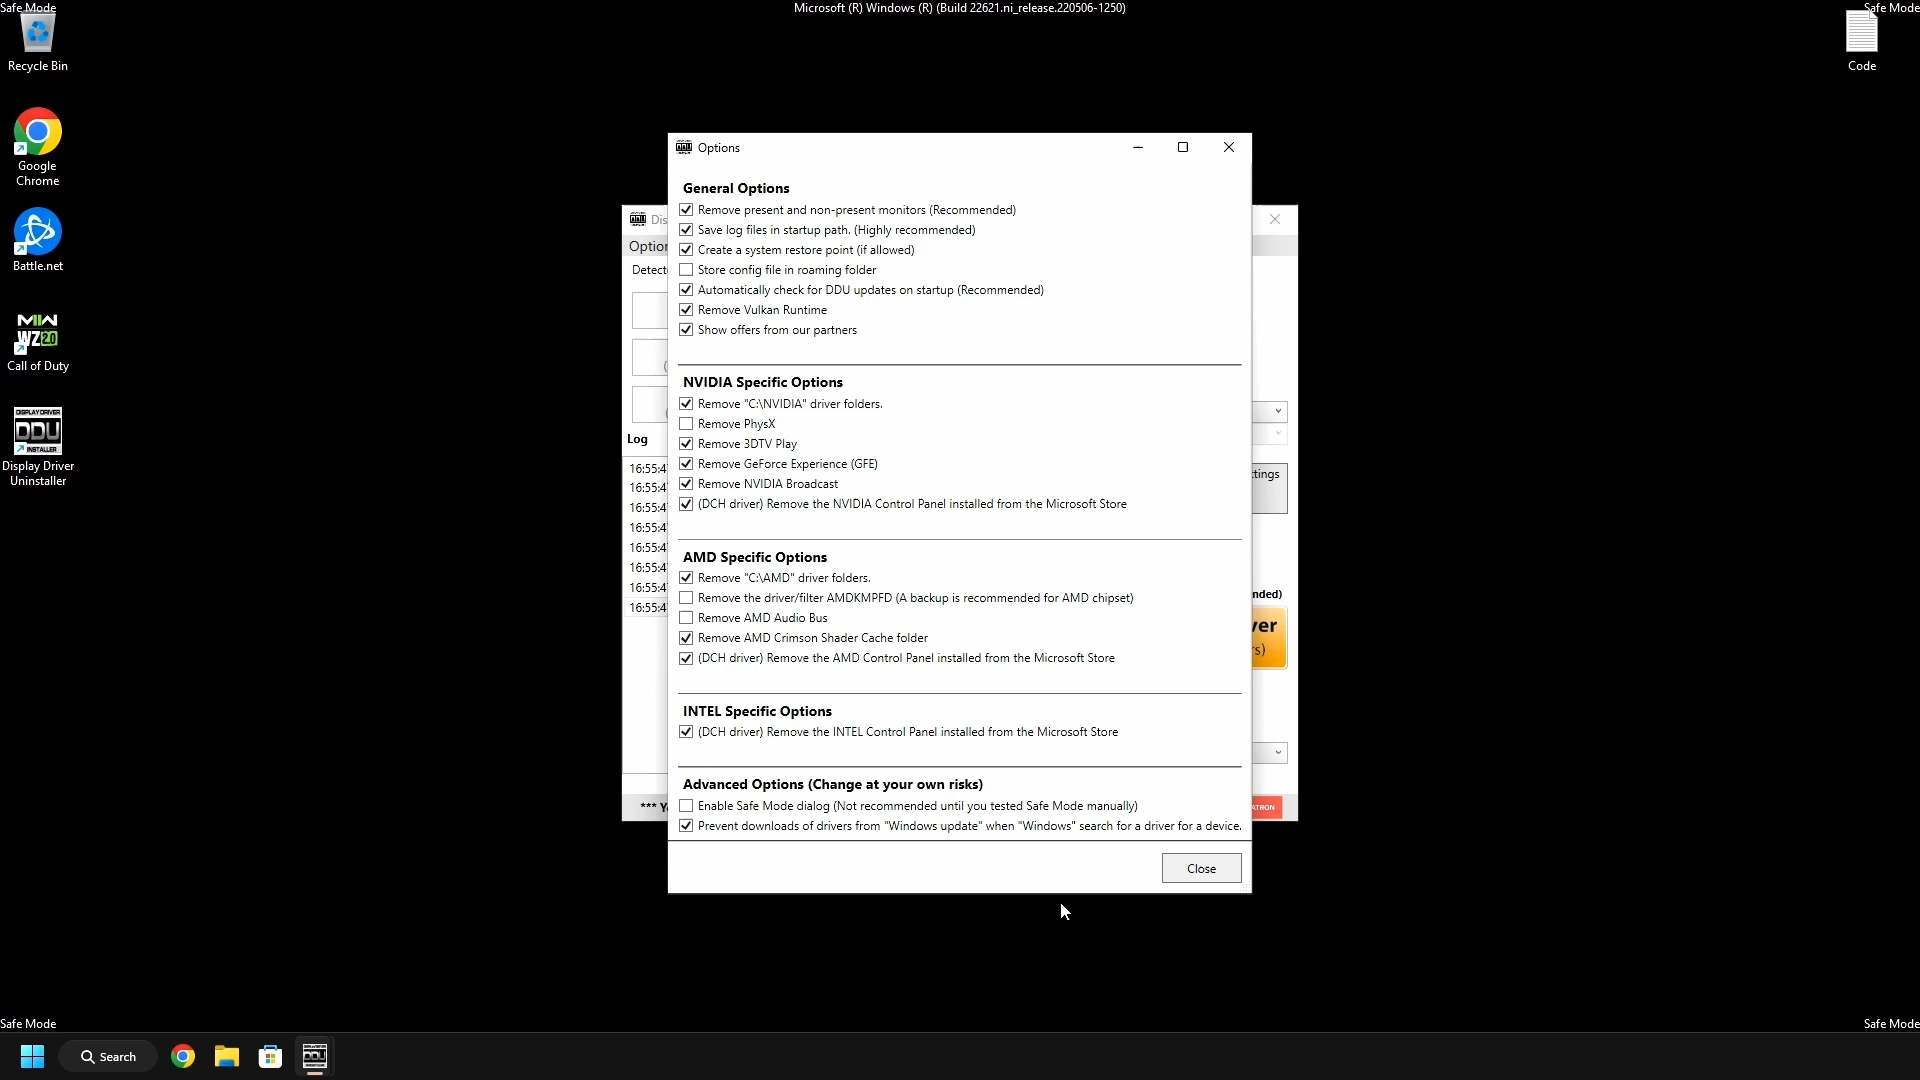 Safe Mode
Microsoft (R) Windows (R) (Build 22621.ni_release.220506-1250)
Safe Mode
Recycle Bin
Code
Google
Chrome
Battle.net
MW
WZ 2.0
Call of Duty
DISPLAY DRIVER
DDU
Display Driver
Uninstaller
Options
General Options
Remove present and non-present monitors (Recommended)
Save log files in startup path. (Highly recommended)
Create a system restore point (if allowed)
Store config file in roaming folder
Automatically check for DDU updates on startup (Recommended)
Remove Vulkan Runtime
Show offers from our partners
NVIDIA Specific Options
Remove "C:\NVIDIA" driver folders.
Remove PhysX
Remove 3DTV Play
Remove GeForce Experience (GFE)
Remove NVIDIA Broadcast
(DCH driver) Remove the NVIDIA Control Panel installed from the Microsoft Store
AMD Specific Options
Remove "C:\AMD" driver folders.
Remove the driver/filter AMDKMPFD (A backup is recommended for AMD chipset)
Remove AMD Audio Bus
Remove AMD Crimson Shader Cache folder
(DCH driver) Remove the AMD Control Panel installed from the Microsoft Store
INTEL Specific Options
(DCH driver) Remove the INTEL Control Panel installed from the Microsoft Store
Advanced Options (Change at your own risks)
Enable Safe Mode dialog (Not recommended until you tested Safe Mode manually)
Prevent downloads of drivers from "Windows update" when "Windows" search for a driver for a device.
Close
Log
Safe Mode
Safe Mode
Search
DDU